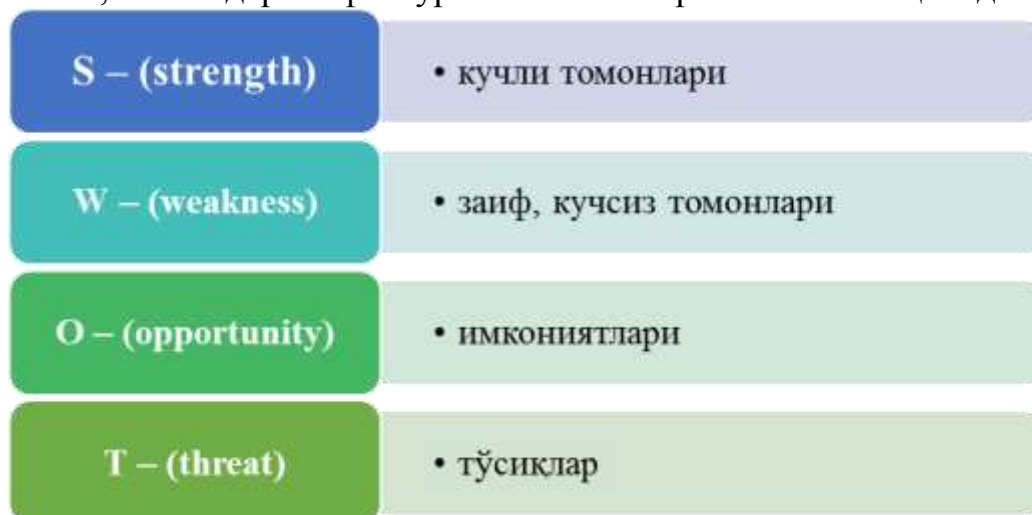 S – (strength)
• кучли томонлари
W – (weakness)
• заиф, кучсиз томонлари
O – (opportunity)
• имкониятлари
T – (threat)
• тўсиқлар